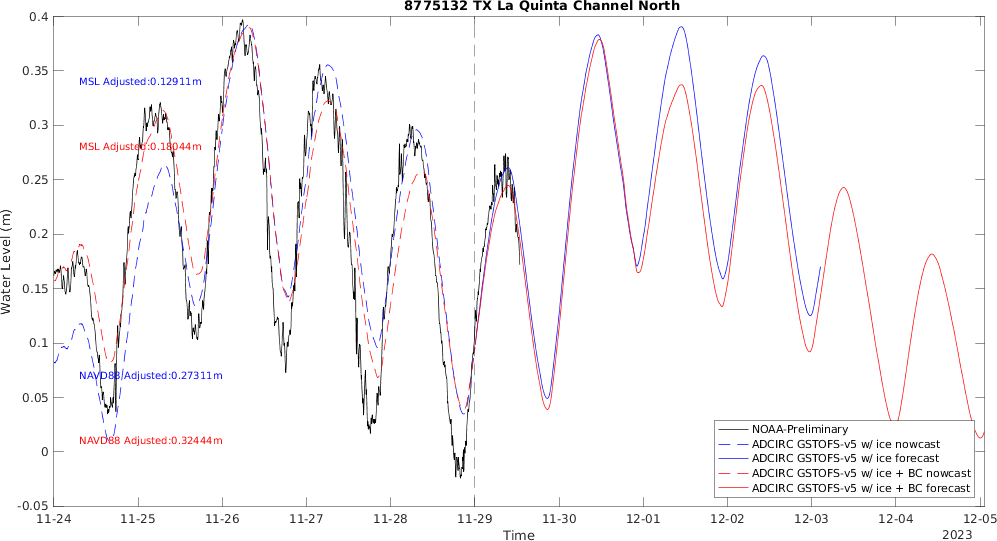 8775132 TX La Quinta Channel North
0.4
0.35
0.3
0.25
0.2
0.15
0.1
0.05
0
-0.05
Water Level (m)
MSL Adjusted:0.12911m
MSL Adjusted:0.18044m
NAVD88 Adjusted:0.27311m
NAVD88 Adjusted:0.32444m
NOAA-Preliminary
ADCIRC GSTOFS-v5 w/ ice nowcast
ADCIRC GSTOFS-v5 w/ ice forecast
ADCIRC GSTOFS-v5 w/ ice + BC nowcast
ADCIRC GSTOFS-v5 w/ ice + BC forecast
11-24 11-25 11-26 11-27 11-28 11-29 11-30 12-01 12-02 12-03 12-04 12-05
Time
2023